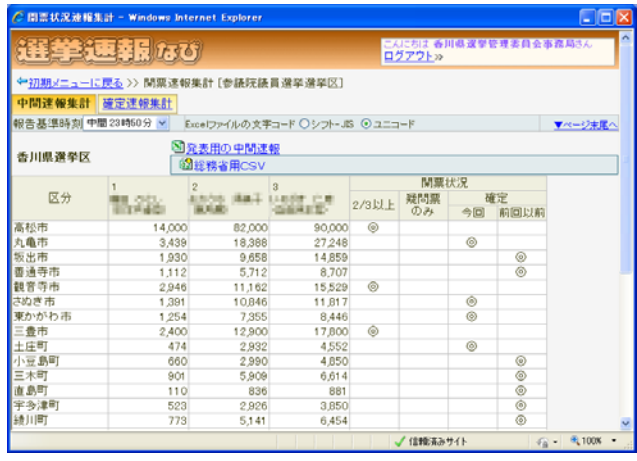 開票状況速報集計 - Windows Internet Explorer
選挙速報なび
こんにちは 香川県選挙管理委員会事務局さん
ログアウト»
初期メニューに戻る >> 開票速報集計 [参議院議員選挙選挙区]
中間速報集計 確定速報集計
報告基準時刻 中間 23時50分 Excelファイルの文字コード シフト-JIS ユニコード ▼ページ末尾へ
香川県選挙区 発表用の中間速報
総務省用CSV
区分 1 2 3 開票状況
2/3以上 疑問票のみ 確定
今回 前回以前
高松市 14,000 82,000 90,000 ◎
丸亀市 3,439 18,388 27,248 ◎
坂出市 1,930 9,658 14,859 ◎
善通寺市 1,112 5,712 8,707 ◎
観音寺市 2,946 11,162 15,529 ◎
さぬき市 1,391 10,846 11,817 ◎
東かがわ市 1,254 7,355 8,446 ◎
三豊市 2,400 12,900 17,800 ◎
土庄町 474 2,932 4,552 ◎
小豆島町 660 2,990 4,850 ◎
三木町 901 5,909 6,614 ◎
直島町 110 836 881 ◎
宇多津町 523 2,926 3,850 ◎
綾川町 773 5,141 6,454 ◎
信頼済みサイト 100%